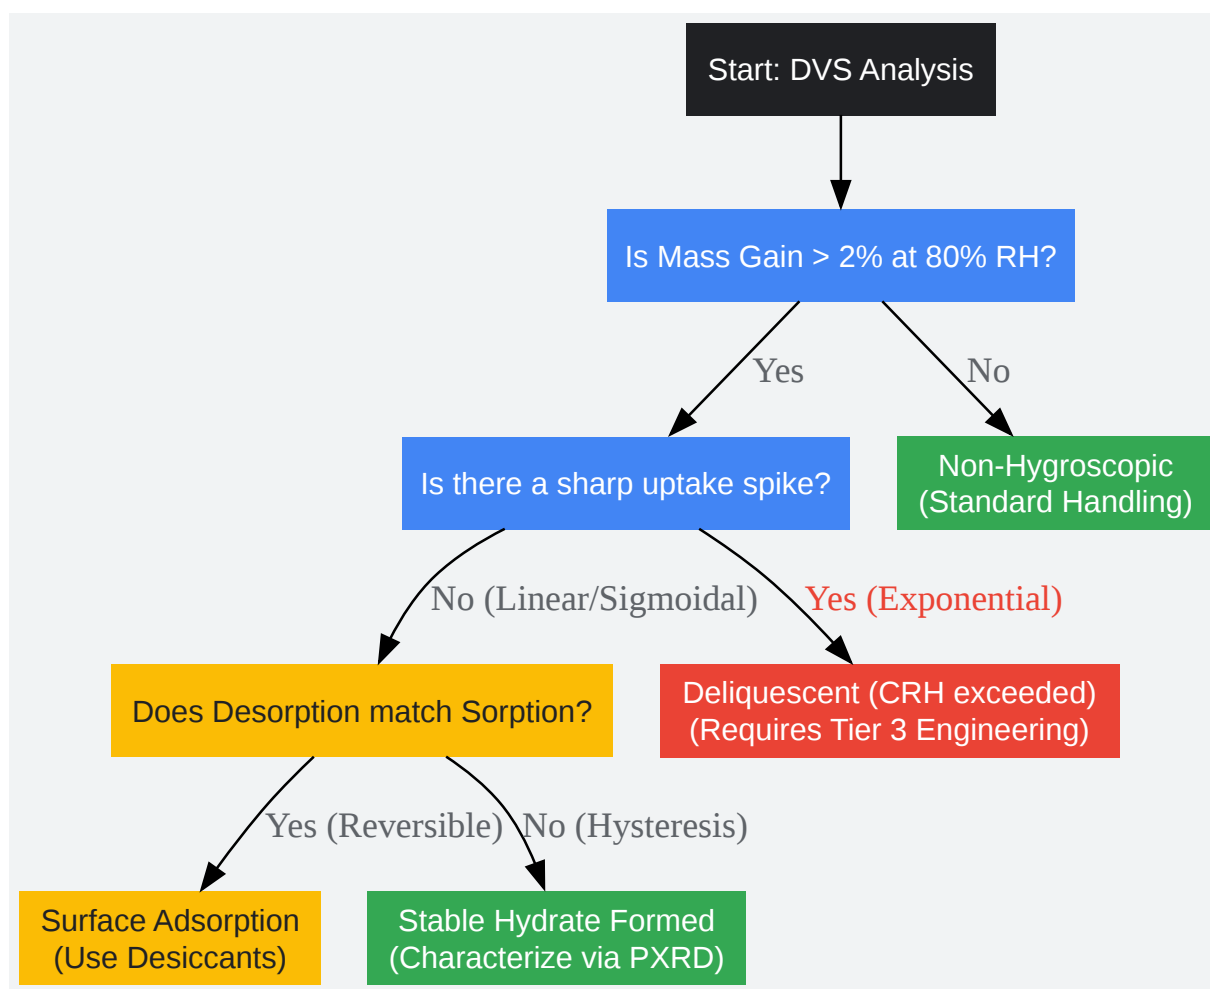 Start: DVS Analysis
Is Mass Gain > 2% at 80% RH?
Yes
No
Is there a sharp uptake spike?
Non-Hygroscopic
(Standard Handling)
No (Linear/Sigmoidal)
Yes (Exponential)
Does Desorption match Sorption?
Deliquescent (CRH exceeded)
(Requires Tier 3 Engineering)
Yes (Reversible)
No (Hysteresis)
Surface Adsorption
(Use Desiccants)
Stable Hydrate Formed
(Characterize via PXRD)